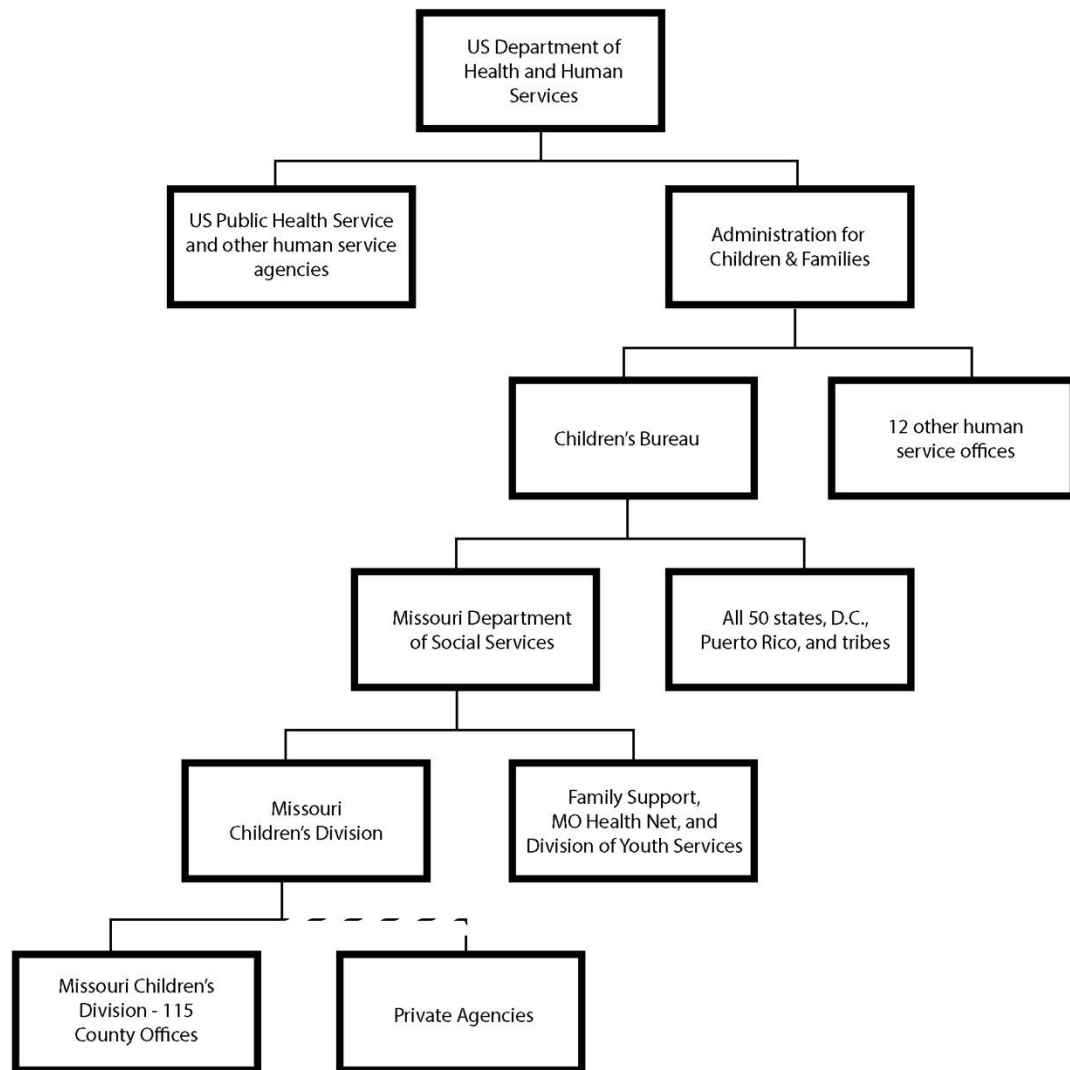 US Department of
Health and Human
Services
US Public Health Service
and other human service
agencies
Administration for
Children & Families
Children’s Bureau
12 other human
service offices
Missouri Department
of Social Services
All 50 states, D.C.,
Puerto Rico, and tribes
Missouri
Children’s Division
Family Support,
MO Health Net, and
Division of Youth Services
Missouri Children’s
Division - 115
County Offices
Private Agencies